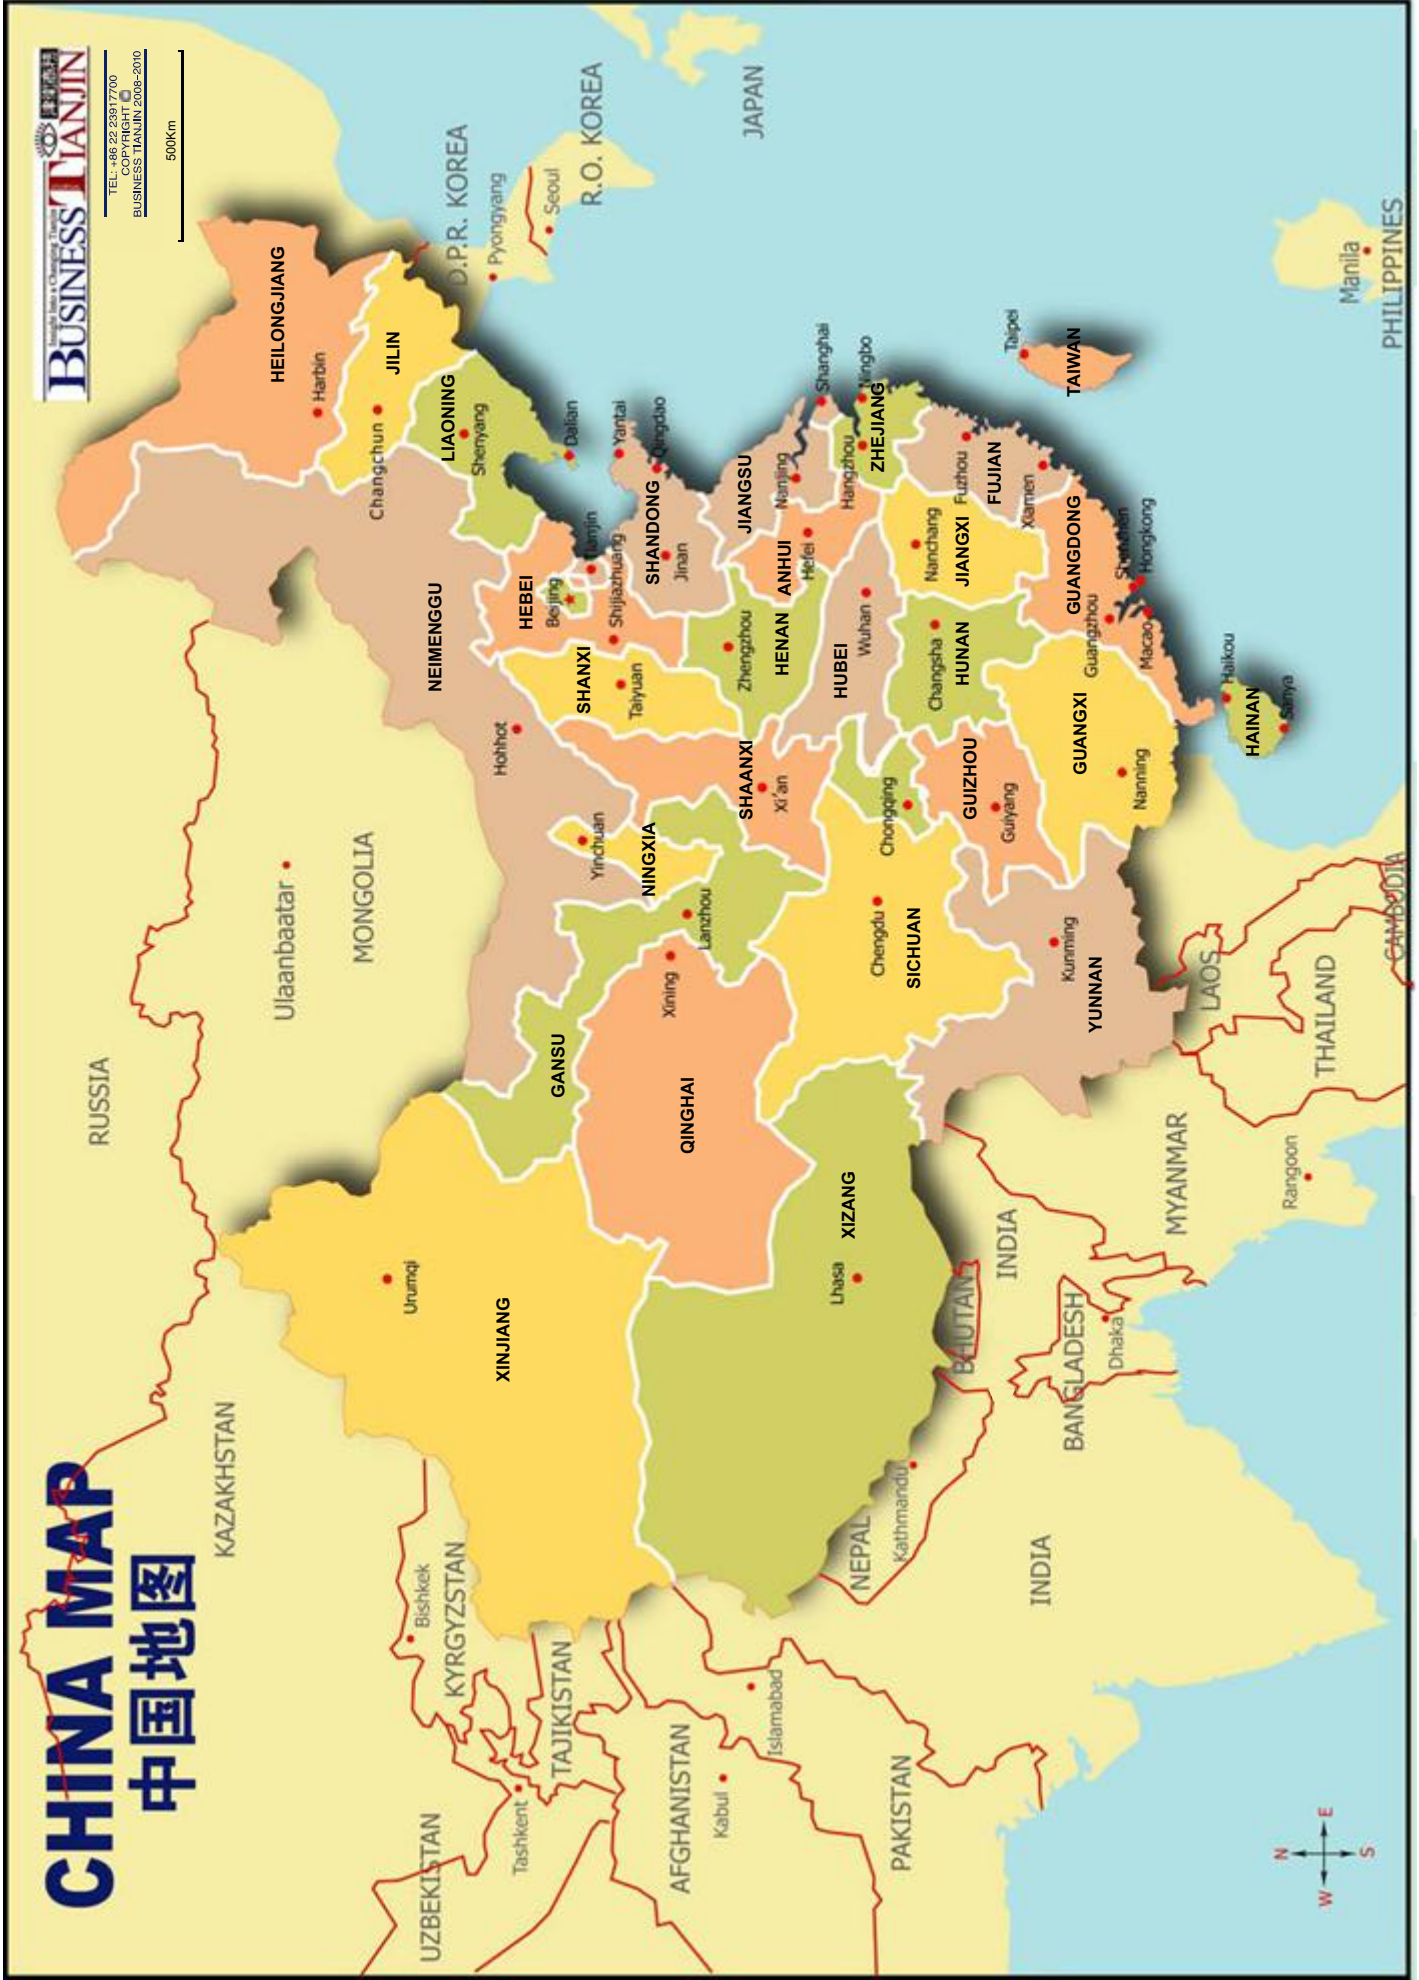 CHINA MAP
中国地图
Insight Into a Changing Tianjin
BUSINESS TIANJIN
TEL: +86 22 23917700
COPYRIGHT
BUSINESS TIANJIN 2008-2010
500Km
RUSSIA
KAZAKHSTAN
Ulaanbaatar
MONGOLIA
HEILONGJIANG
Harbin
JILIN
Changchun
LIAONING
Shenyang
Dalian
D.P.R. KOREA
Pyongyang
Seoul
R.O. KOREA
JAPAN
NEIMENGGU
Hohhot
HEBEI
Beijing
Tianjin
Shijiazhuang
SHANXI
Taiyuan
SHANDONG
Jinan
Yantai
Qingdao
Bishkek
KYRGYZSTAN
UZBEKISTAN
Tashkent
TAJIKISTAN
AFGHANISTAN
Kabul
Islamabad
PAKISTAN
Urumqi
XINJIANG
GANSU
Lanzhou
Yinchuan
NINGXIA
Xining
QINGHAI
SHAANXI
Xi'an
Zhengzhou
HENAN
JIANGSU
Nanjing
ANHUI
Hefei
Shanghai
Ningbo
Hangzhou
ZHEJIANG
HUBEI
Wuhan
XIZANG
Lhasa
Chengdu
SICHUAN
Chongqing
GUIZHOU
Guiyang
Changsha
HUNAN
Nanchang
JIANGXI
Fuzhou
FUJIAN
Xiamen
Taipei
TAIWAN
NEPAL
Kathmandu
BHUTAN
INDIA
INDIA
BANGLADESH
Dhaka
Kunming
YUNNAN
GUANGXI
Nanning
GUANGDONG
Guangzhou
Shenzhen
Hongkong
Macao
Haikou
HAINAN
Sanya
MYANMAR
Rangoon
LAOS
THAILAND
CAMBODIA
Manila
PHILIPPINES
N
W
E
S